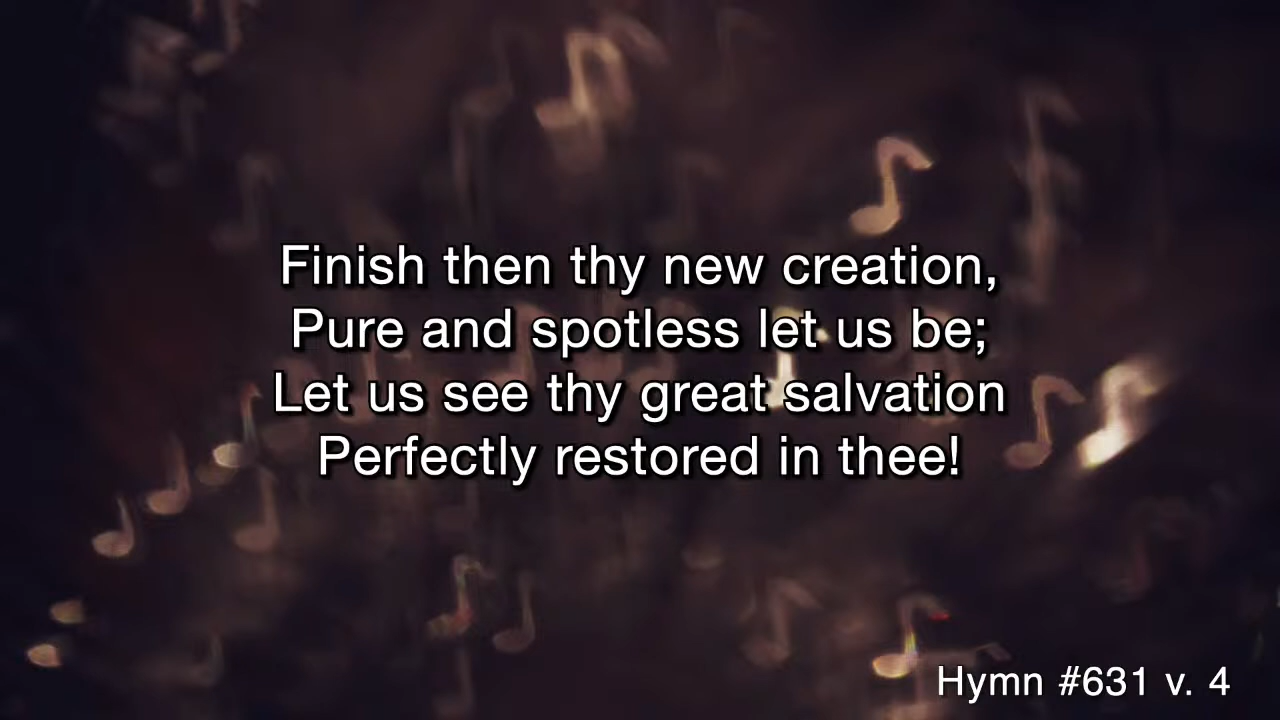 Finish then thy new creation,
Pure and spotless let us be;
Let us see thy great salvation
Perfectly restored in thee!
Hymn #631 v. 4